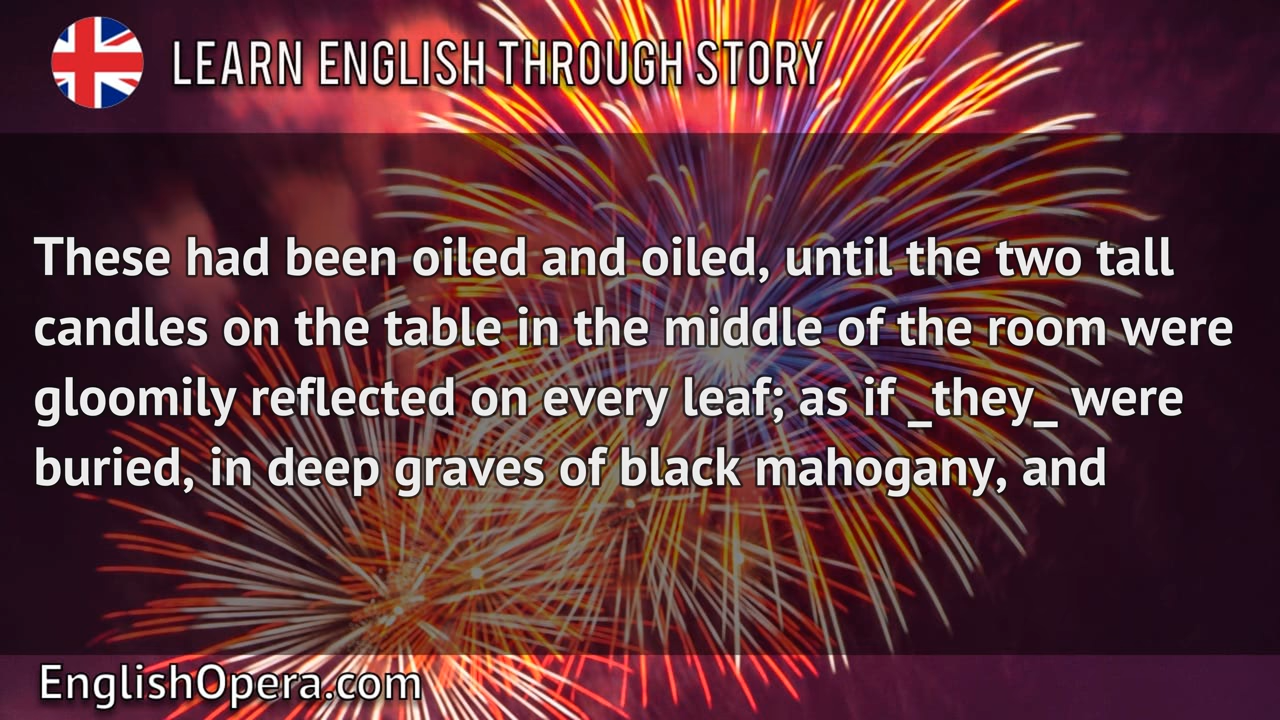 LEARN ENGLISH THROUGH STORY
These had been oiled and oiled, until the two tall
candles on the table in the middle of the room were
gloomily reflected on every leaf; as if _they_ were
buried, in deep graves of black mahogany, and
EnglishOpera.com